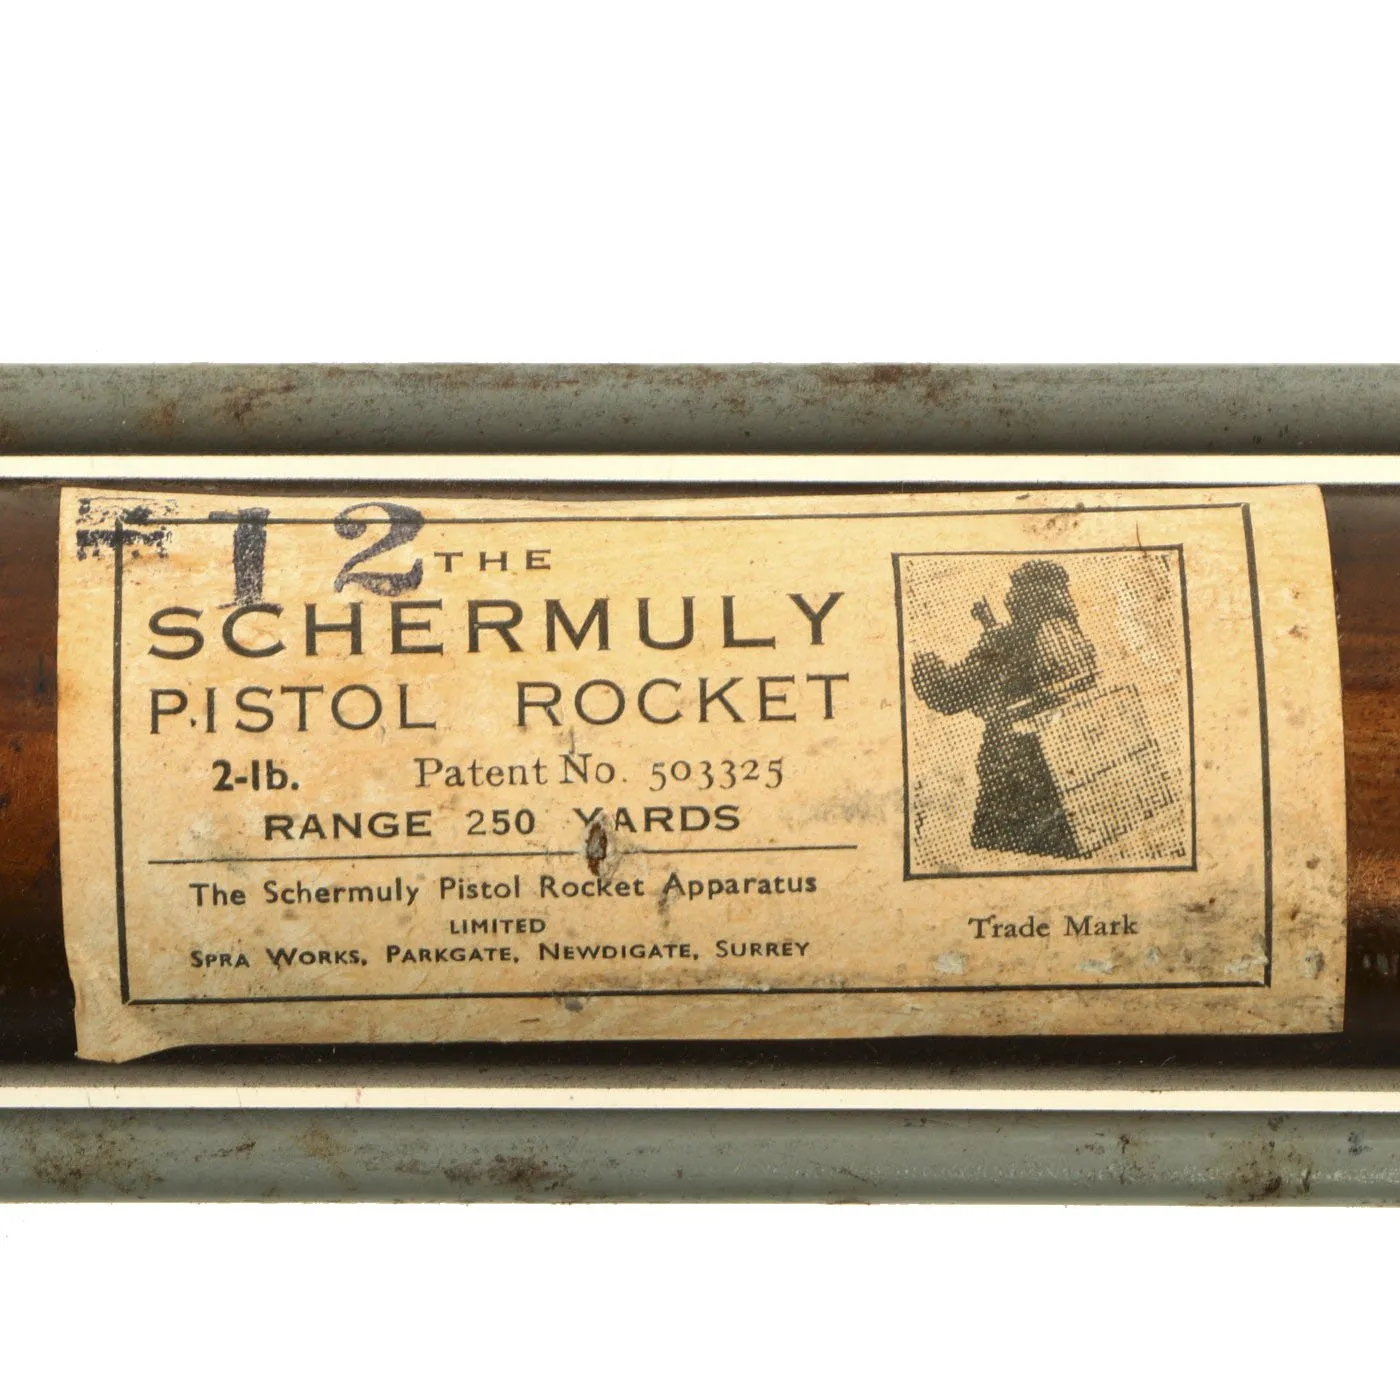 12
THE
SCHERMULY
PISTOL ROCKET
2-lb. Patent No. 503325
RANGE 250 YARDS
The Schermuly Pistol Rocket Apparatus
LIMITED
SPRA WORKS, PARKGATE, NEWDIGATE, SURREY
Trade Mark